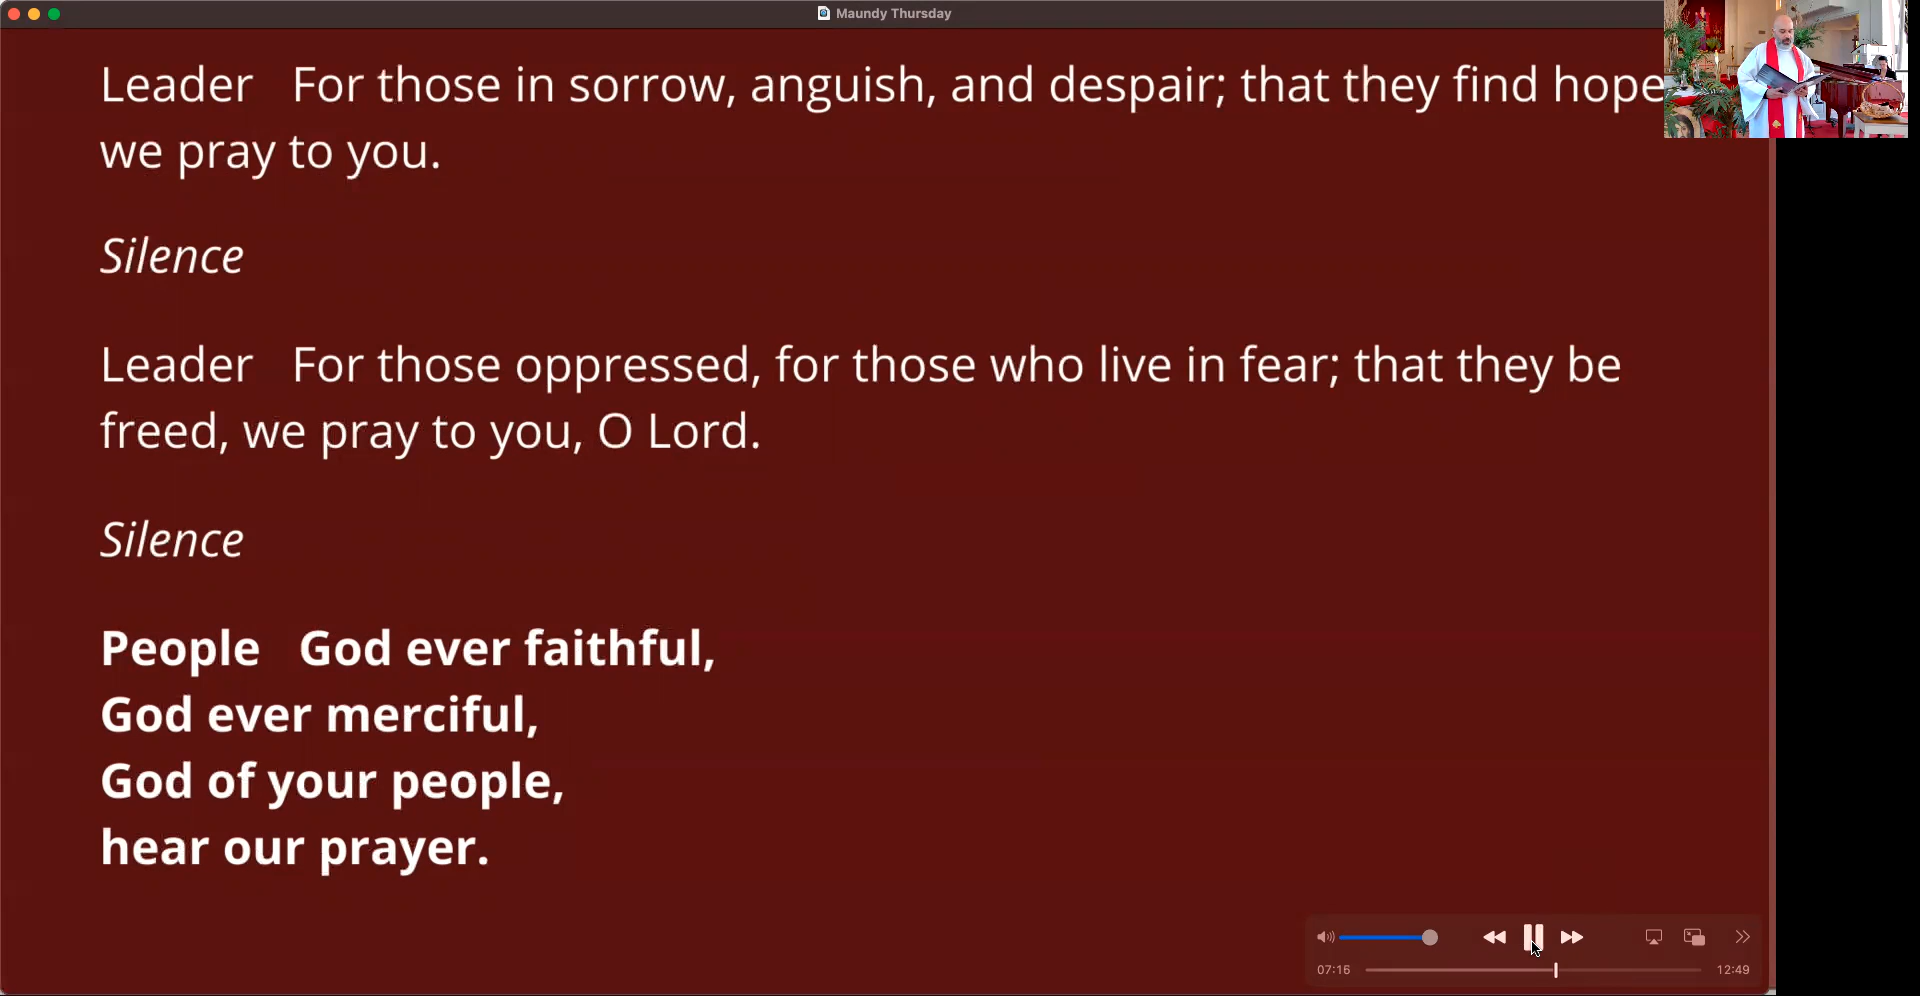 Maundy Thursday
Leader For those in sorrow, anguish, and despair; that they find hope
we pray to you.
Silence
Leader For those oppressed, for those who live in fear; that they be
freed, we pray to you, O Lord.
Silence
People God ever faithful,
God ever merciful,
God of your people,
hear our prayer.
07:16 12:49